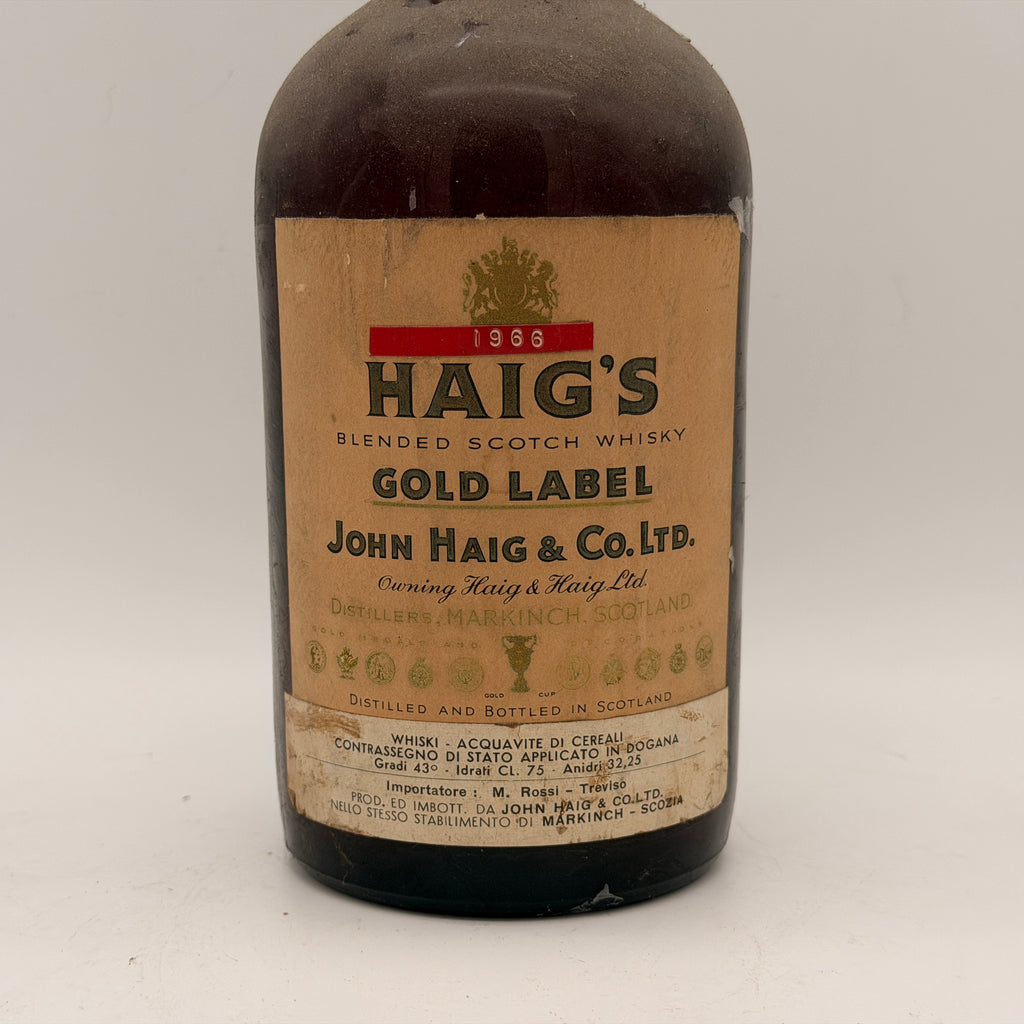 1966
HAIG'S
BLENDED SCOTCH WHISKY
GOLD LABEL
JOHN HAIG & CO. LTD.
Owning Haig & Haig Ltd.
DISTILLERS, MARKINCH, SCOTLAND.
GOLD MEDALS AND
GOLD CUP
DISTILLED AND BOTTLED IN SCOTLAND
WHISKI - ACQUAVITE DI CEREALI
CONTRASSEGNO DI STATO APPLICATO IN DOGANA
Gradi 43° - Idrati CL. 75 - Anidri 32,25
Importatore : M. Rossi - Treviso
PROD. ED IMBOTT. DA JOHN HAIG & CO. LTD.
NELLO STESSO STABILIMENTO DI MARKINCH - SCOZIA